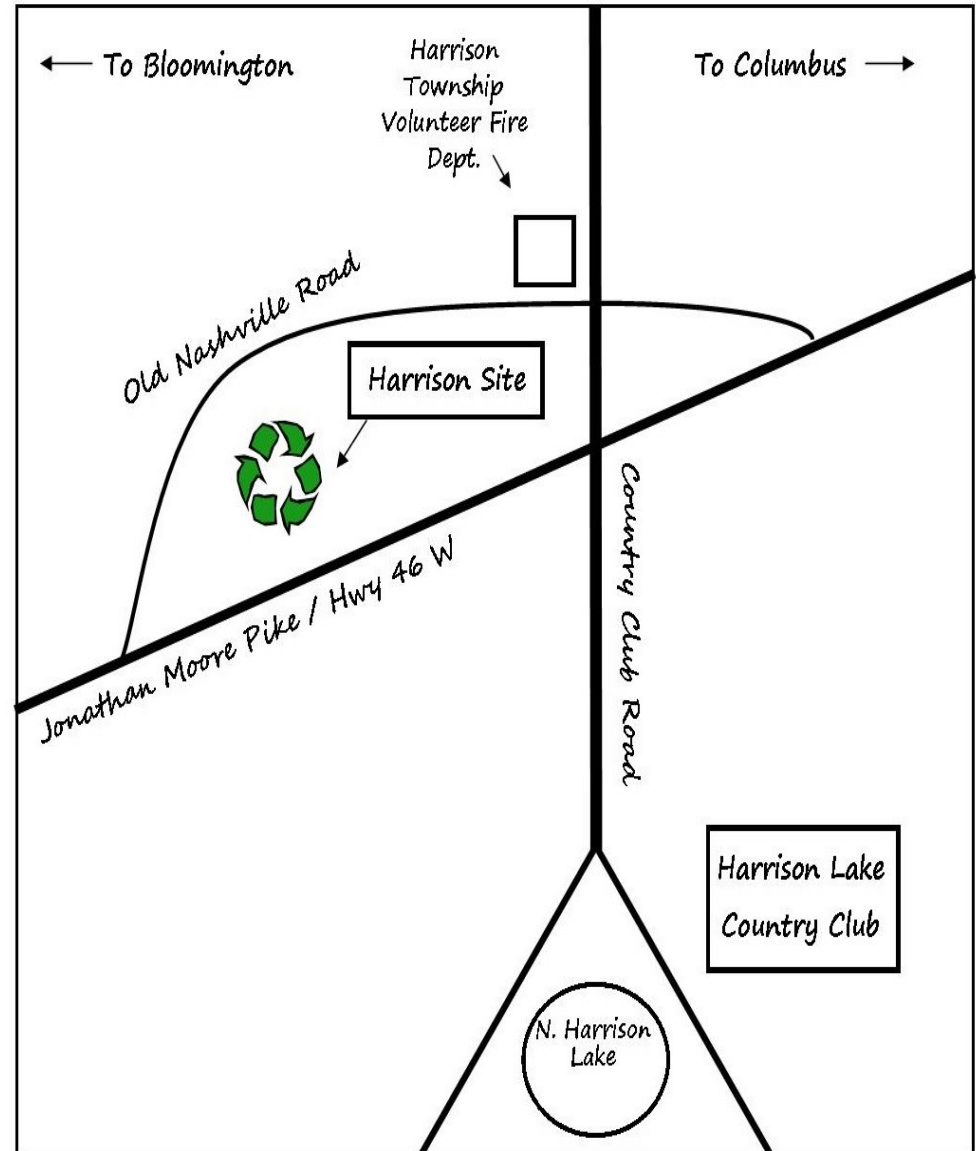 To Bloomington
Harrison
Township
Volunteer Fire
Dept.
To Columbus
Old Nashville Road
Harrison Site
Jonathan Moore Pike / Hwy 46 W
Country Club Road
Harrison Lake
Country Club
N. Harrison
Lake